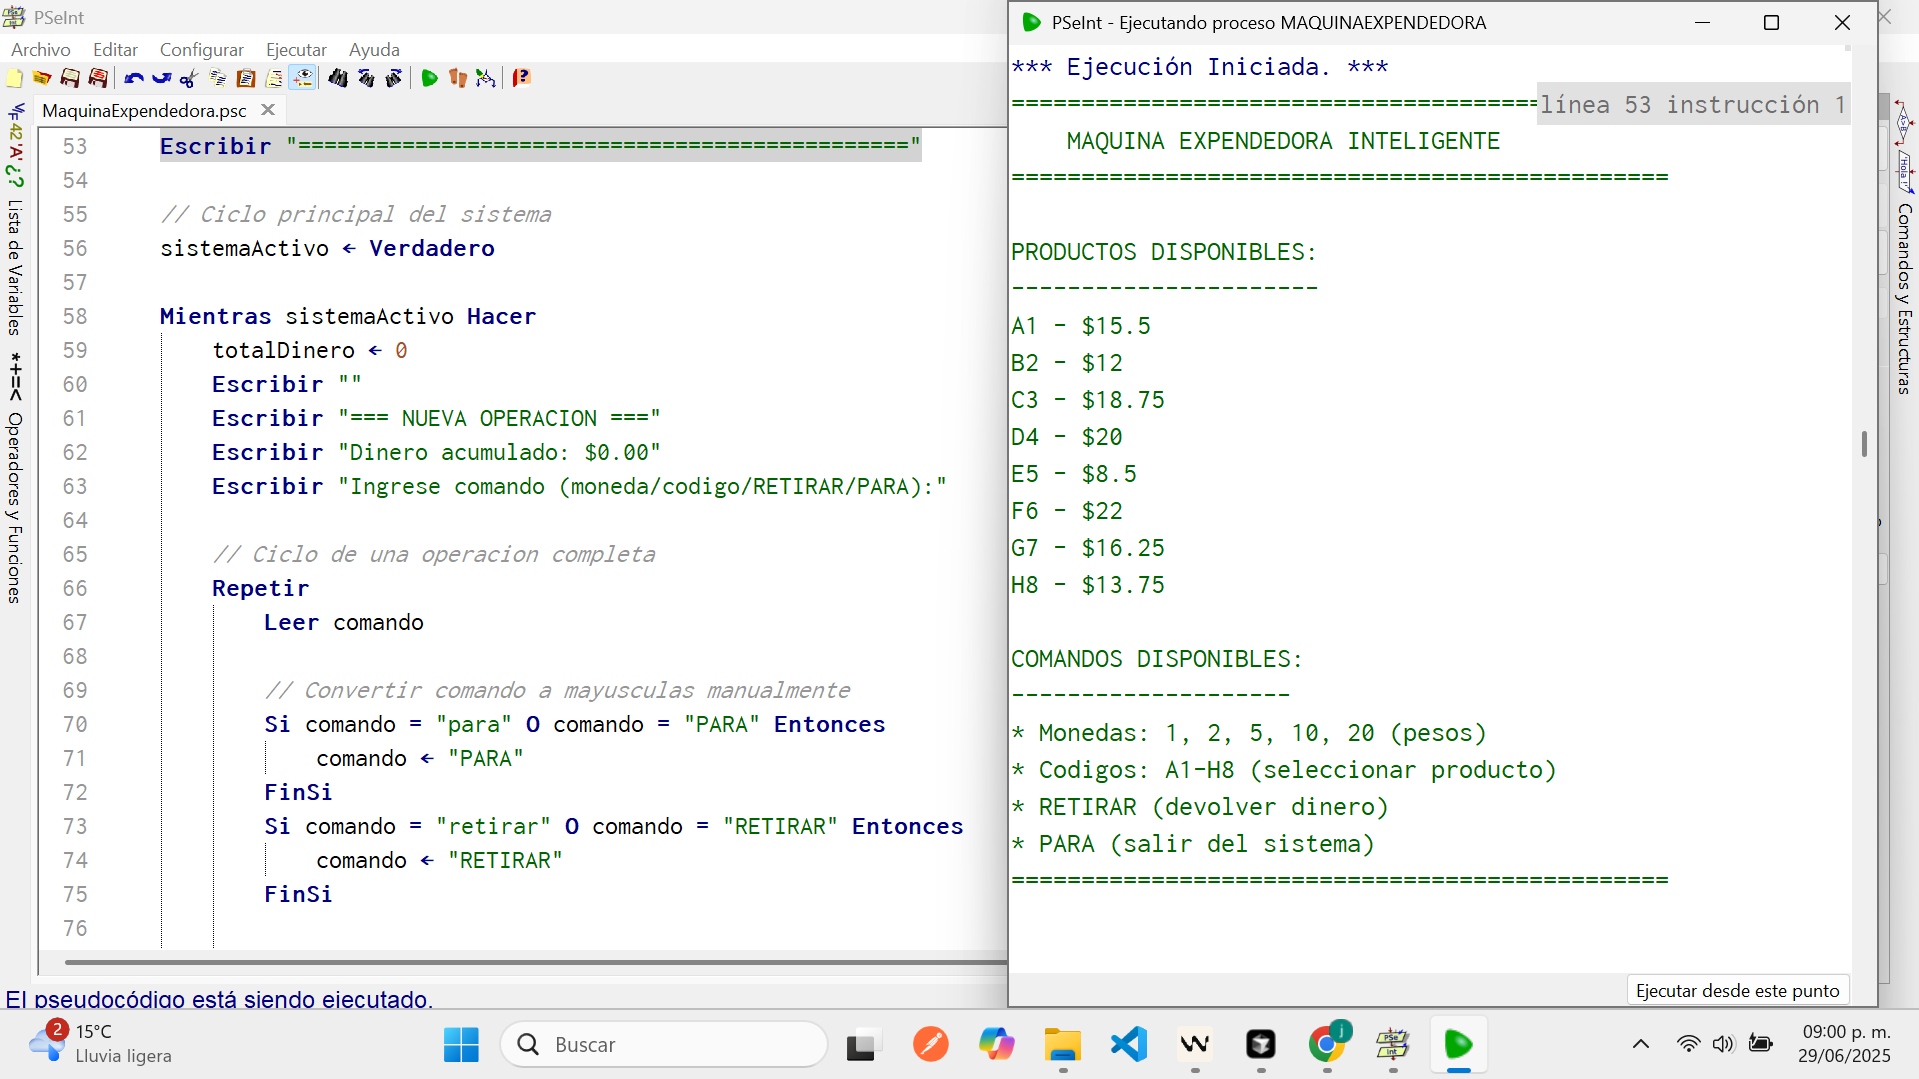 PSeInt
Archivo Editar Configurar Ejecutar Ayuda
MaquinaExpendedora.psc
Lista de Variables
*+=< Operadores y Funciones
53 Escribir "==============================================="
54
55 // Ciclo principal del sistema
56 sistemaActivo ← Verdadero
57
58 Mientras sistemaActivo Hacer
59 totalDinero ← 0
60 Escribir ""
61 Escribir "=== NUEVA OPERACION ==="
62 Escribir "Dinero acumulado: $0.00"
63 Escribir "Ingrese comando (moneda/codigo/RETIRAR/PARA):"
64
65 // Ciclo de una operacion completa
66 Repetir
67 Leer comando
68
69 // Convertir comando a mayusculas manualmente
70 Si comando = "para" O comando = "PARA" Entonces
71 comando ← "PARA"
72 FinSi
73 Si comando = "retirar" O comando = "RETIRAR" Entonces
74 comando ← "RETIRAR"
75 FinSi
76
El pseudocódigo está siendo ejecutado.
PSeInt - Ejecutando proceso MAQUINAEXPENDEDORA
*** Ejecución Iniciada. ***
línea 53 instrucción 1
===============================================
MAQUINA EXPENDEDORA INTELIGENTE
===============================================
PRODUCTOS DISPONIBLES:
----------------------
A1 - $15.5
B2 - $12
C3 - $18.75
D4 - $20
E5 - $8.5
F6 - $22
G7 - $16.25
H8 - $13.75
COMANDOS DISPONIBLES:
--------------------
* Monedas: 1, 2, 5, 10, 20 (pesos)
* Codigos: A1-H8 (seleccionar producto)
* RETIRAR (devolver dinero)
* PARA (salir del sistema)
===============================================
Ejecutar desde este punto
Comandos y Estructuras
2
15°C
Lluvia ligera
Buscar
09:00 p. m.
29/06/2025